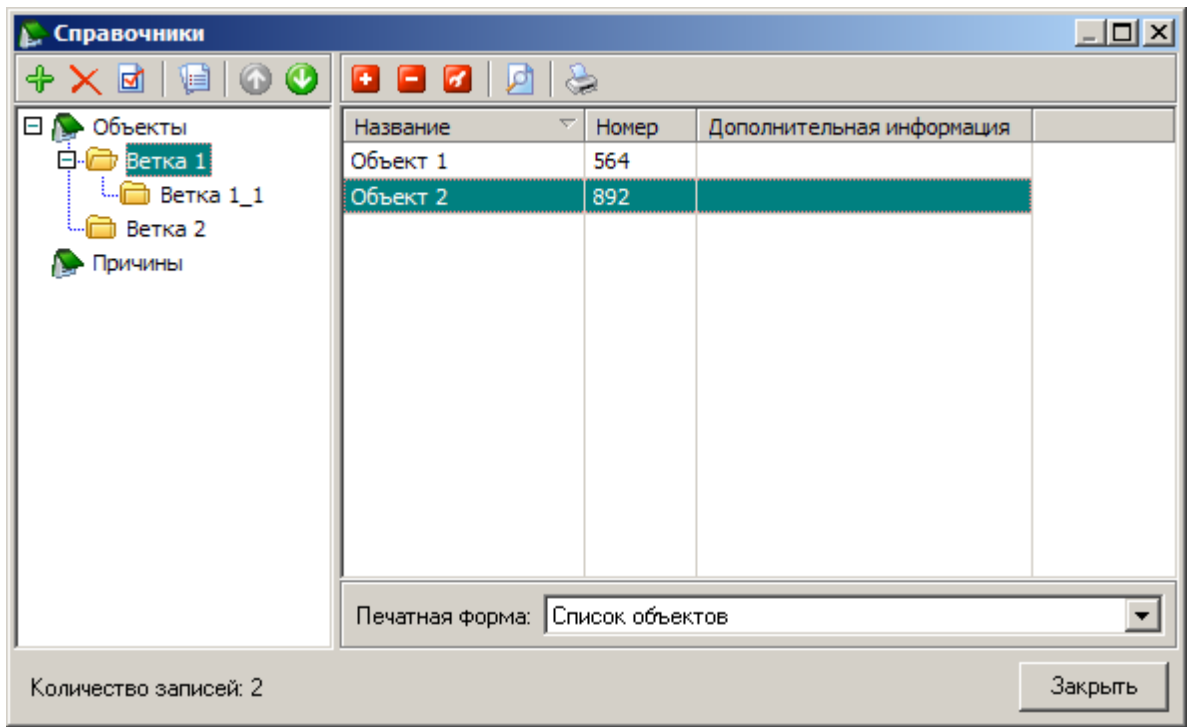 Справочники
Объекты
Ветка 1
Ветка 1_1
Ветка 2
Причины
Название Номер Дополнительная информация
Объект 1 564
Объект 2 892
Печатная форма: Список объектов
Количество записей: 2
Закрыть